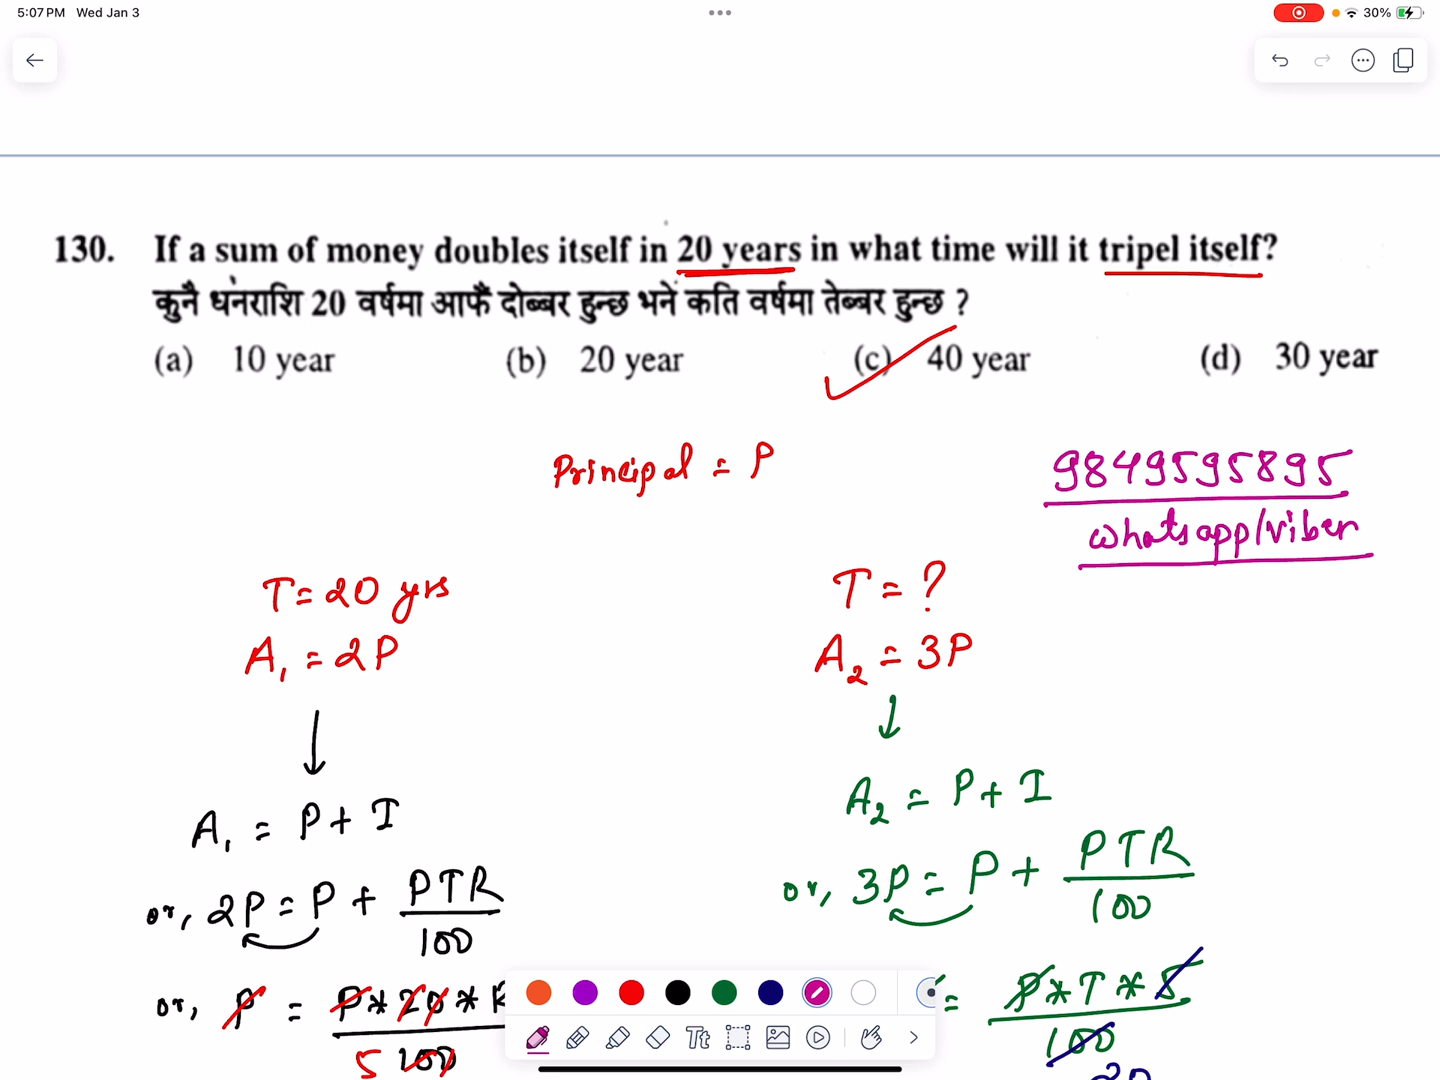 5:07 PM Wed Jan 3
30%
130. If a sum of money doubles itself in 20 years in what time will it tripel itself?
कुनै धनराशि 20 वर्षमा आफैं दोब्बर हुन्छ भने कति वर्षमा तेब्बर हुन्छ ?
(a) 10 year (b) 20 year (c) 40 year (d) 30 year
Principal = P
9849595895
whatsapp/viber
T = 20 yrs
A₁ = 2P
T = ?
A₂ = 3P
A₁ = P + I
or, 2P = P + PTR
100
or, P = P * 20 * R
5 100
A₂ = P + I
or, 3P = P + PTR
100
= P * T * 5
100
20
Tt